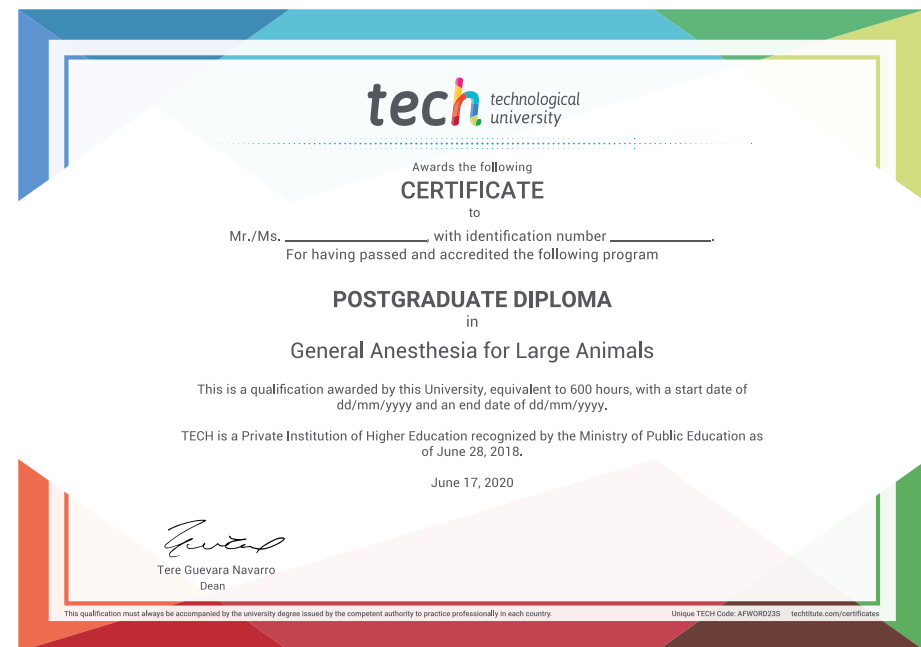 tech technological
university
Awards the following
CERTIFICATE
to
Mr./Ms. ____________________, with identification number ______________.
For having passed and accredited the following program
POSTGRADUATE DIPLOMA
in
General Anesthesia for Large Animals
This is a qualification awarded by this University, equivalent to 600 hours, with a start date of
dd/mm/yyyy and an end date of dd/mm/yyyy.
TECH is a Private Institution of Higher Education recognized by the Ministry of Public Education as
of June 28, 2018.
June 17, 2020
Tere Guevara Navarro
Dean
This qualification must always be accompanied by the university degree issued by the competent authority to practice professionally in each country. Unique TECH Code: AFWORD23S techtitute.com/certificates